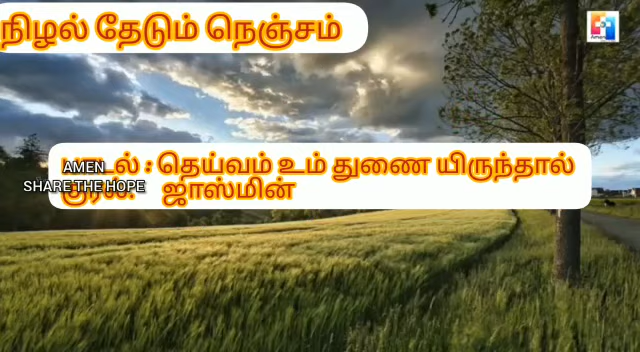 நிழல் தேடும் நெஞ்சம்
: தெய்வம் உம் துணை யிருந்தால்
ஜாஸ்மின்
AMEN
SHARE THE HOPE